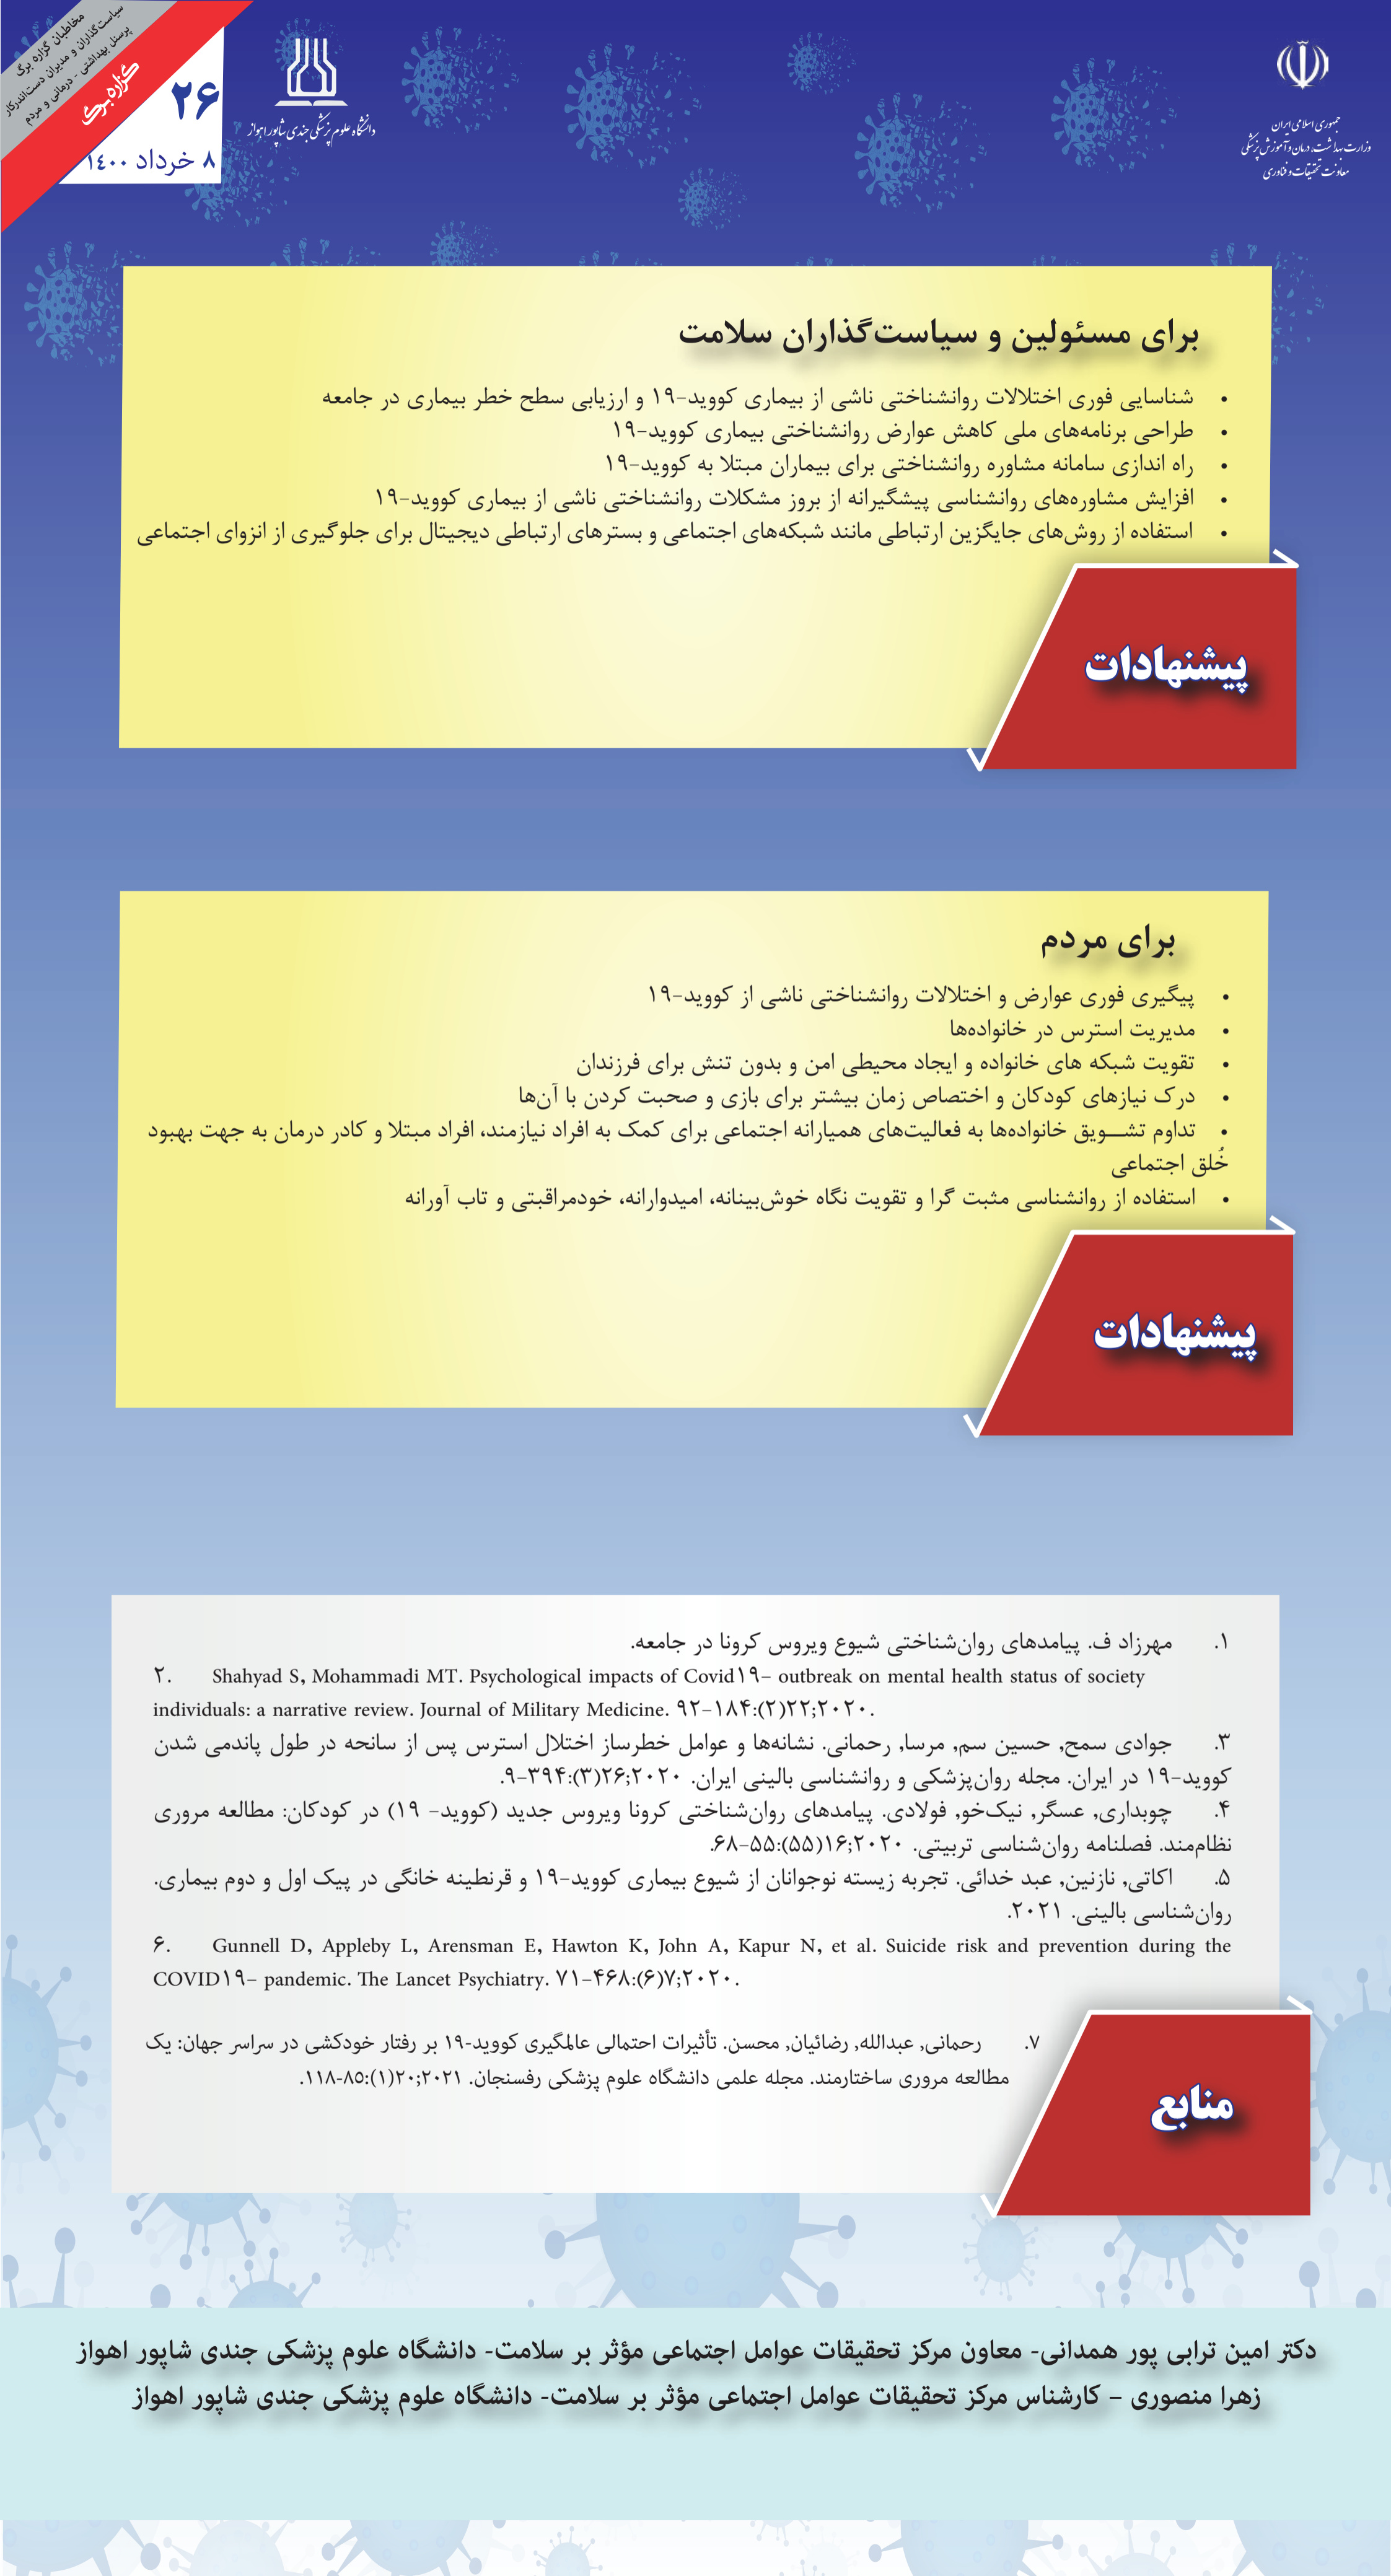 مخاطبان گزاره برگ
سیاست‌گذاران و مدیران دست‌اندرکار
پرسنل بهداشتی - درمانی و مردم
گزاره برگ
۲۶
۸ خرداد ۱۴۰۰
دانشگاه علوم پزشکی جندی شاپور اهواز
جمهوری اسلامی ایران
وزارت بهداشت، درمان و آموزش پزشکی
معاونت تحقیقات و فناوری
برای مسئولین و سیاست‌گذاران سلامت
• شناسایی فوری اختلالات روانشناختی ناشی از بیماری کووید-۱۹ و ارزیابی سطح خطر بیماری در جامعه
• طراحی برنامه‌های ملی کاهش عوارض روانشناختی بیماری کووید-۱۹
• راه اندازی سامانه مشاوره روانشناختی برای بیماران مبتلا به کووید-۱۹
• افزایش مشاوره‌های روانشناسی پیشگیرانه از بروز مشکلات روانشناختی ناشی از بیماری کووید-۱۹
• استفاده از روش‌های جایگزین ارتباطی مانند شبکه‌های اجتماعی و بسترهای ارتباطی دیجیتال برای جلوگیری از انزوای اجتماعی
پیشنهادات
برای مردم
• پیگیری فوری عوارض و اختلالات روانشناختی ناشی از کووید-۱۹
• مدیریت استرس در خانواده‌ها
• تقویت شبکه های خانواده و ایجاد محیطی امن و بدون تنش برای فرزندان
• درک نیازهای کودکان و اختصاص زمان بیشتر برای بازی و صحبت کردن با آن‌ها
• تداوم تشـــویق خانواده‌ها به فعالیت‌های همیارانه اجتماعی برای کمک به افراد نیازمند، افراد مبتلا و کادر درمان به جهت بهبود
خُلق اجتماعی
• استفاده از روانشناسی مثبت گرا و تقویت نگاه خوش‌بینانه، امیدوارانه، خودمراقبتی و تاب آورانه
پیشنهادات
۱. مهرزاد ف. پیامدهای روان‌شناختی شیوع ویروس کرونا در جامعه.
۲. Shahyad S, Mohammadi MT. Psychological impacts of Covid۱۹– outbreak on mental health status of society
individuals: a narrative review. Journal of Military Medicine. ۹۲–۱۸۴:(۲)۲۲;۲۰۲۰.
۳. جوادی سمح, حسین سم, مرسا, رحمانی. نشانه‌ها و عوامل خطرساز اختلال استرس پس از سانحه در طول پاندمی شدن
کووید-۱۹ در ایران. مجله روان‌پزشکی و روانشناسی بالینی ایران. ۲۰۲۰;۲۶(۳):۳۹۴-۹.
۴. چوبداری, عسگر, نیک‌خو, فولادی. پیامدهای روان‌شناختی کرونا ویروس جدید (کووید- ۱۹) در کودکان: مطالعه مروری
نظام‌مند. فصلنامه روان‌شناسی تربیتی. ۲۰۲۰;۱۶(۵۵):۵۵-۶۸.
۵. اکاتی, نازنین, عبد خدائی. تجربه زیسته نوجوانان از شیوع بیماری کووید-۱۹ و قرنطینه خانگی در پیک اول و دوم بیماری.
روان‌شناسی بالینی. ۲۰۲۱.
۶. Gunnell D, Appleby L, Arensman E, Hawton K, John A, Kapur N, et al. Suicide risk and prevention during the
COVID۱۹– pandemic. The Lancet Psychiatry. ۷۱–۴۶۸:(۶)۷;۲۰۲۰.
۷. رحمانی, عبدالله, رضائیان, محسن. تأثیرات احتمالی عالمگیری کووید-۱۹ بر رفتار خودکشی در سراسر جهان: یک
مطالعه مروری ساختارمند. مجله علمی دانشگاه علوم پزشکی رفسنجان. ۲۰۲۱;۲۰(۱):۸۵-۱۱۸.
منابع
دکتر امین ترابی پور همدانی- معاون مرکز تحقیقات عوامل اجتماعی مؤثر بر سلامت- دانشگاه علوم پزشکی جندی شاپور اهواز
زهرا منصوری – کارشناس مرکز تحقیقات عوامل اجتماعی مؤثر بر سلامت- دانشگاه علوم پزشکی جندی شاپور اهواز